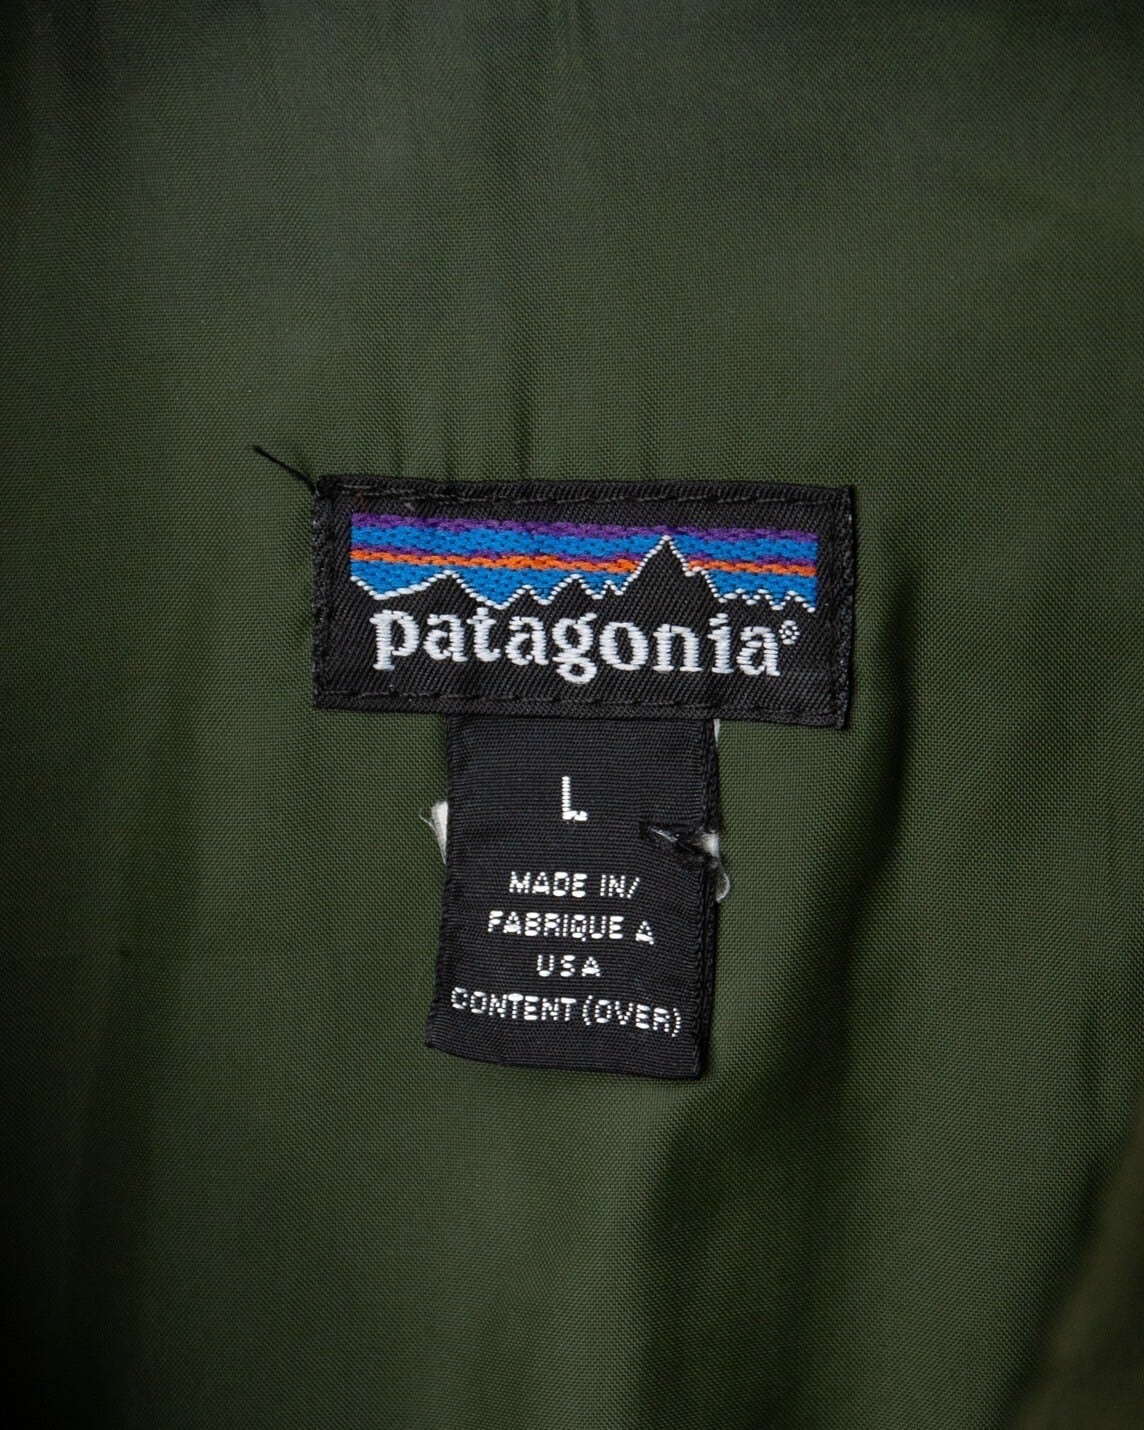 patagonia®
L
MADE IN/
FABRIQUE A
USA
CONTENT (OVER)